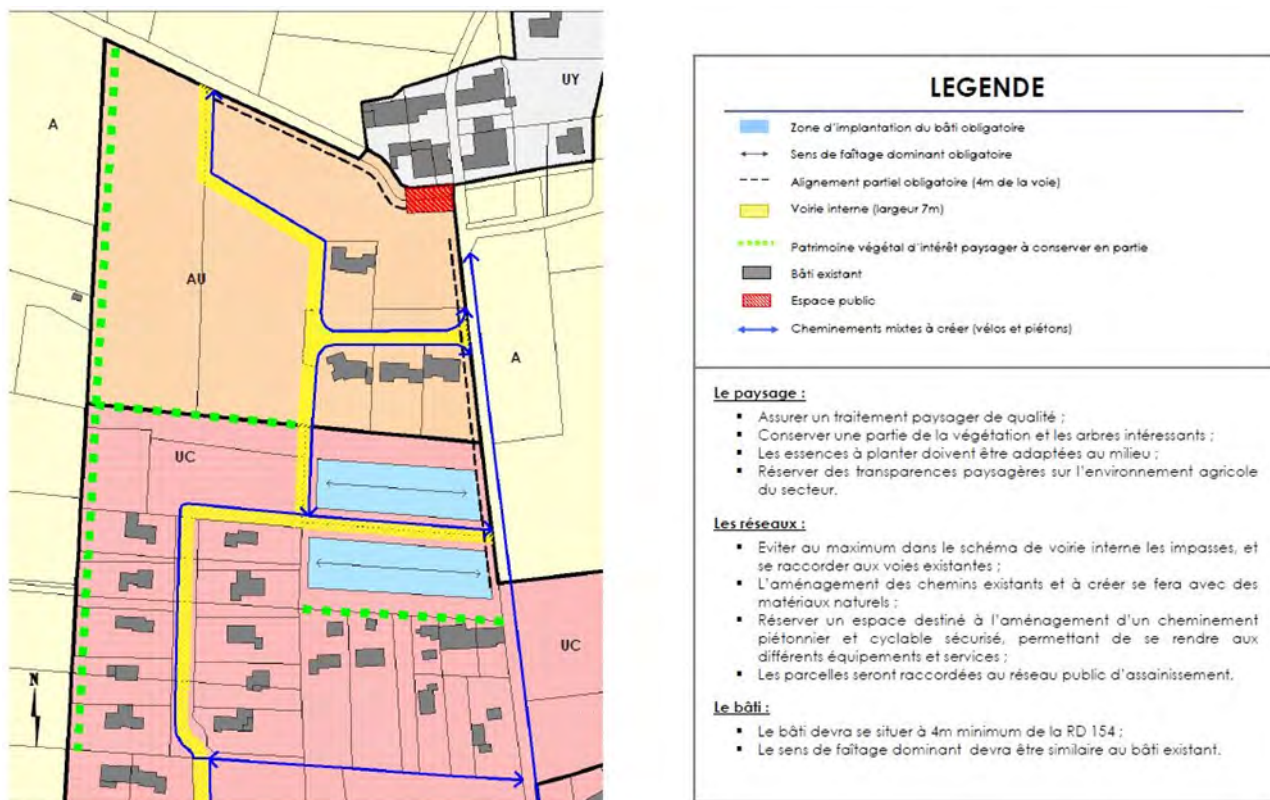 UY
A
AU
A
UC
UC
N
LEGENDE
Zone d'implantation du bâti obligatoire
Sens de faîtage dominant obligatoire
Alignement partiel obligatoire (4m de la voie)
Voirie interne (largeur 7m)
Patrimoine végétal d'intérêt paysager à conserver en partie
Bâti existant
Espace public
Cheminements mixtes à créer (vélos et piétons)
Le paysage :
▪ Assurer un traitement paysager de qualité ;
▪ Conserver une partie de la végétation et les arbres intéressants ;
▪ Les essences à planter doivent être adaptées au milieu ;
▪ Réserver des transparences paysagères sur l'environnement agricole
du secteur.
Les réseaux :
▪ Eviter au maximum dans le schéma de voirie interne les impasses, et
se raccorder aux voies existantes ;
▪ L'aménagement des chemins existants et à créer se fera avec des
matériaux naturels ;
▪ Réserver un espace destiné à l'aménagement d'un cheminement
piétonnier et cyclable sécurisé, permettant de se rendre aux
différents équipements et services ;
▪ Les parcelles seront raccordées au réseau public d'assainissement.
Le bâti :
▪ Le bâti devra se situer à 4m minimum de la RD 154 ;
▪ Le sens de faîtage dominant devra être similaire au bâti existant.